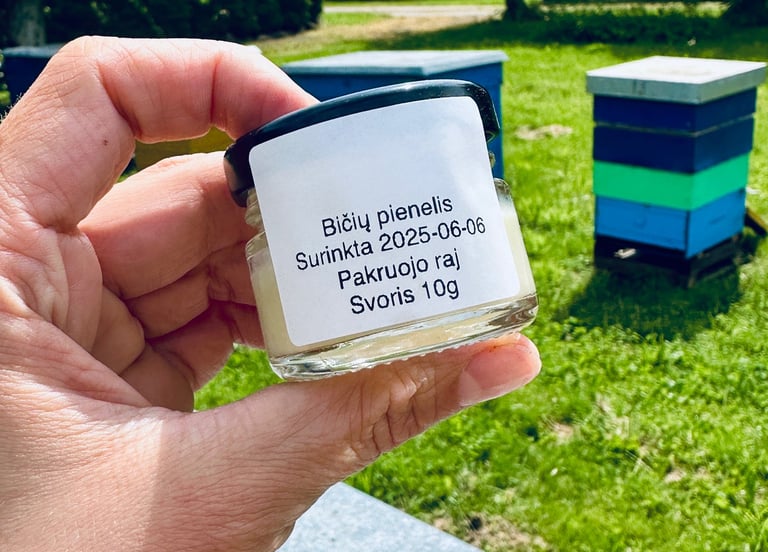 Bičių pienelis
Surinkta 2025-06-06
Pakruojo raj
Svoris 10g